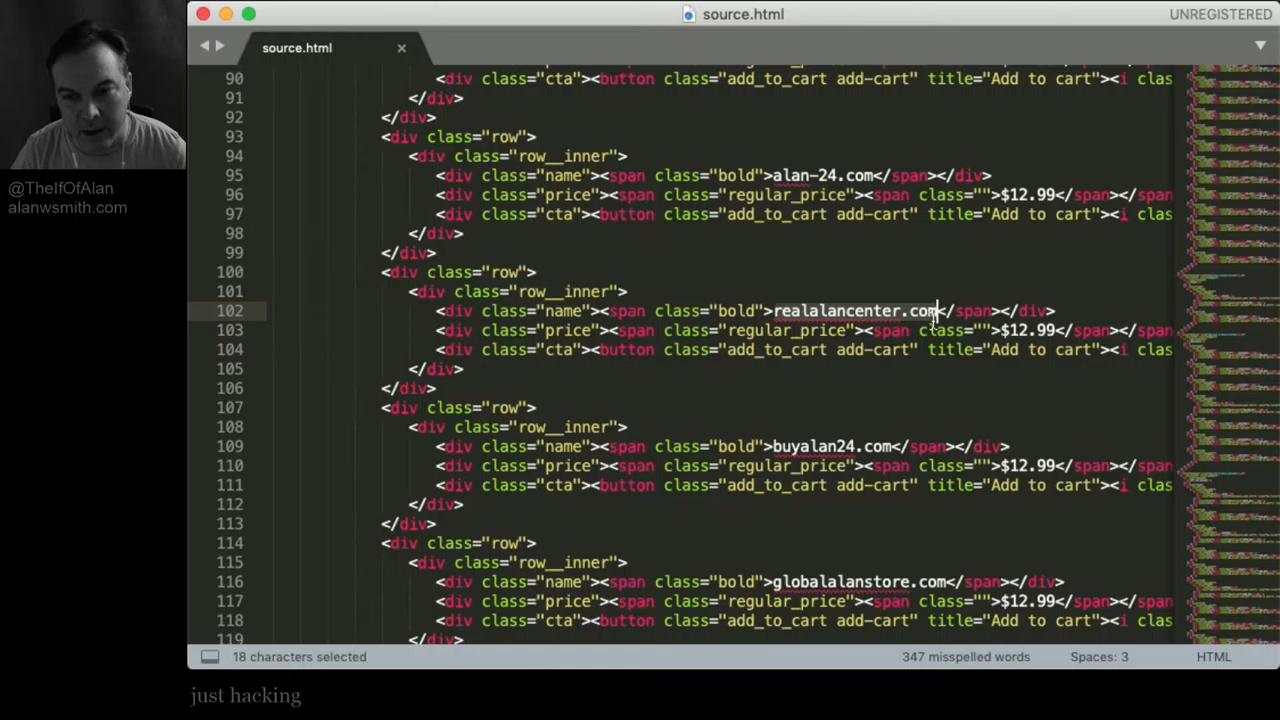 source.html
UNREGISTERED
source.html
@TheIfOfAlan
alanwsmith.com
90 <div class="cta"><button class="add_to_cart add-cart" title="Add to cart"><i clas
91 </div>
92 </div>
93 <div class="row">
94 <div class="row__inner">
95 <div class="name"><span class="bold">alan-24.com</span></div>
96 <div class="price"><span class="regular_price"><span class="">$12.99</span></span
97 <div class="cta"><button class="add_to_cart add-cart" title="Add to cart"><i clas
98 </div>
99 </div>
100 <div class="row">
101 <div class="row__inner">
102 <div class="name"><span class="bold">realalancenter.com</span></div>
103 <div class="price"><span class="regular_price"><span class="">$12.99</span></span
104 <div class="cta"><button class="add_to_cart add-cart" title="Add to cart"><i clas
105 </div>
106 </div>
107 <div class="row">
108 <div class="row__inner">
109 <div class="name"><span class="bold">buyalan24.com</span></div>
110 <div class="price"><span class="regular_price"><span class="">$12.99</span></span
111 <div class="cta"><button class="add_to_cart add-cart" title="Add to cart"><i clas
112 </div>
113 </div>
114 <div class="row">
115 <div class="row__inner">
116 <div class="name"><span class="bold">globalalanstore.com</span></div>
117 <div class="price"><span class="regular_price"><span class="">$12.99</span></span
118 <div class="cta"><button class="add_to_cart add-cart" title="Add to cart"><i clas
119 </div>
18 characters selected
347 misspelled words
Spaces: 3
HTML
just hacking